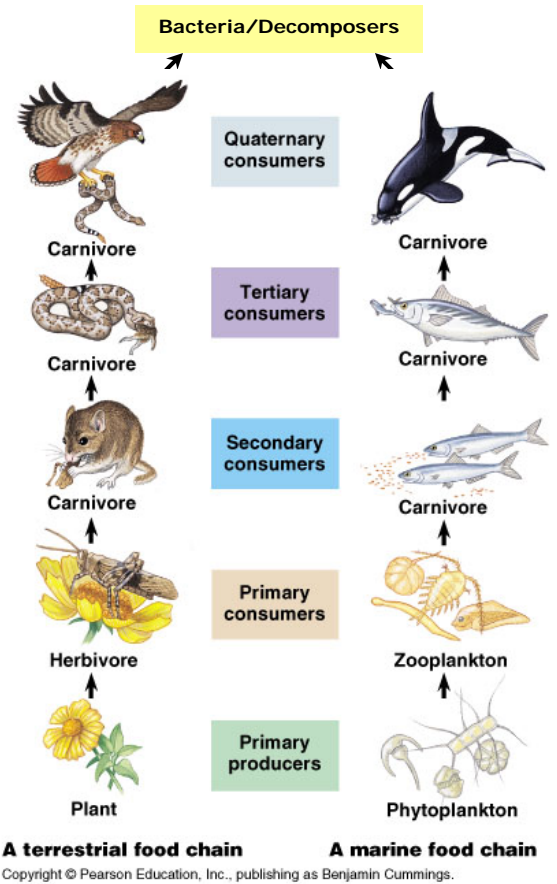 Bacteria/Decomposers
Quaternary
consumers
Carnivore
Carnivore
Tertiary
consumers
Carnivore
Carnivore
Secondary
consumers
Carnivore
Carnivore
Primary
consumers
Herbivore
Zooplankton
Primary
producers
Plant
Phytoplankton
A terrestrial food chain
A marine food chain
Copyright © Pearson Education, Inc., publishing as Benjamin Cummings.